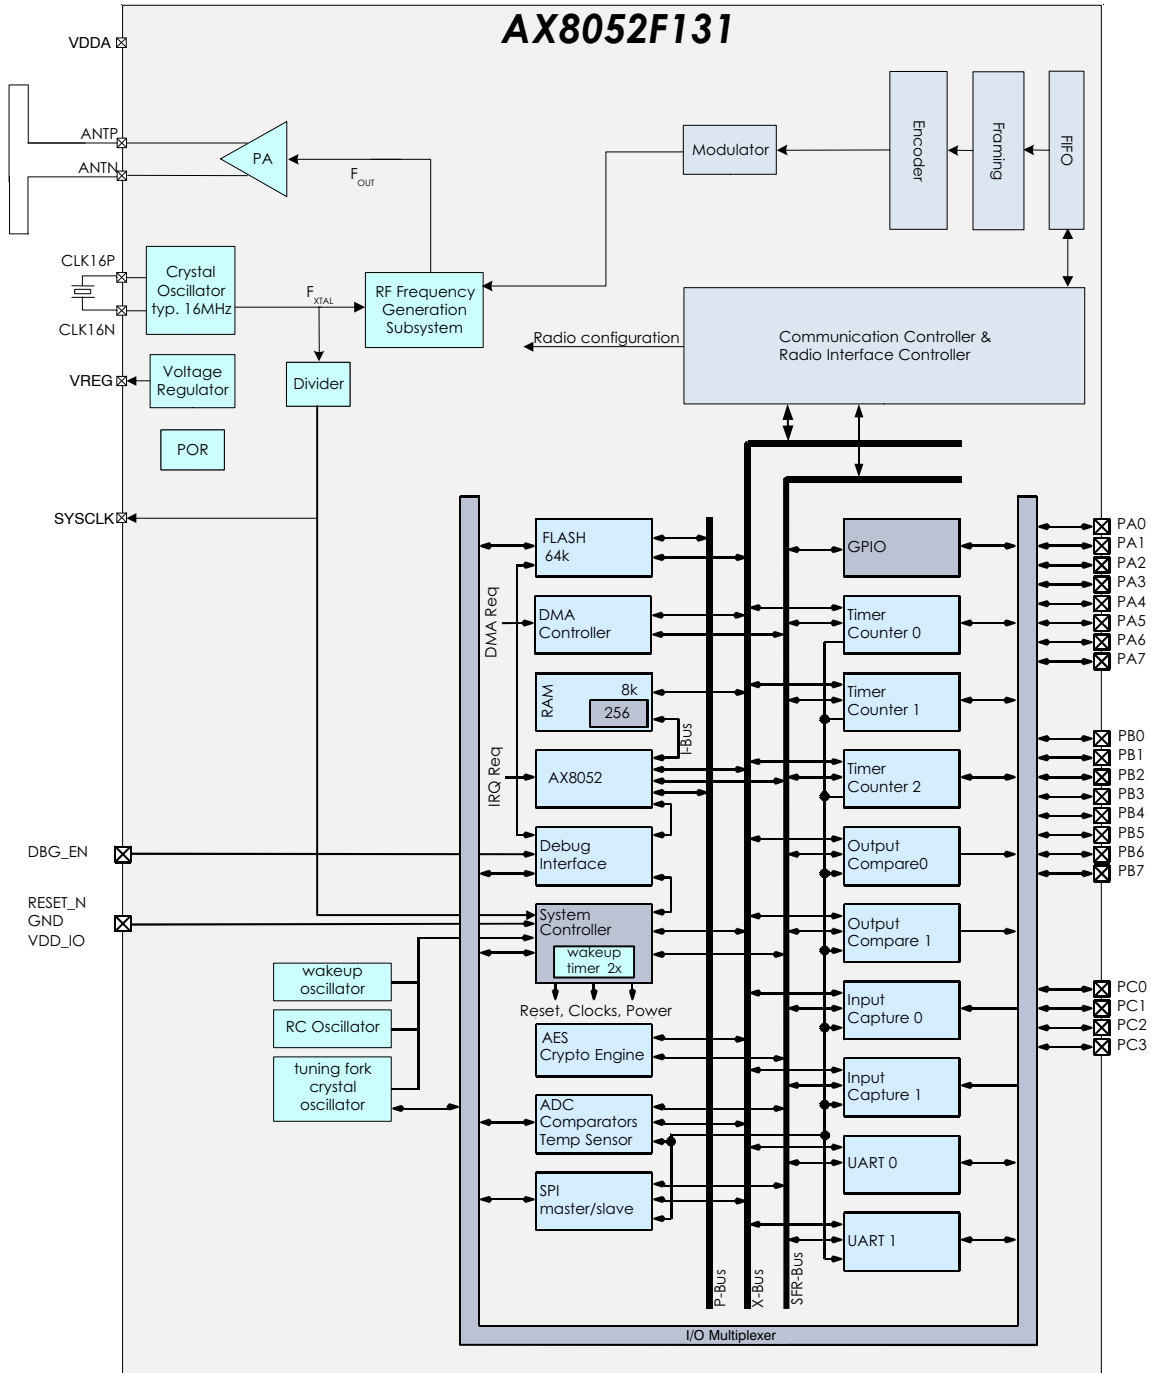 AX8052F131
VDDA
ANTP
ANTN
PA
F_OUT
Modulator
Encoder
Framing
FIFO
CLK16P
CLK16N
Crystal
Oscillator
typ. 16MHz
F_XTAL
RF Frequency
Generation
Subsystem
Radio configuration
Communication Controller &
Radio Interface Controller
VREG
Voltage
Regulator
Divider
POR
SYSCLK
DMA Req
IRQ Req
FLASH
64k
DMA
Controller
RAM
8k
256
I-Bus
AX8052
DBG_EN
Debug
Interface
RESET_N
GND
VDD_IO
System
Controller
wakeup
timer 2x
Reset, Clocks, Power
wakeup
oscillator
RC Oscillator
tuning fork
crystal
oscillator
AES
Crypto Engine
ADC
Comparators
Temp Sensor
SPI
master/slave
P-Bus
X-Bus
SFR-Bus
GPIO
Timer
Counter 0
Timer
Counter 1
Timer
Counter 2
Output
Compare0
Output
Compare 1
Input
Capture 0
Input
Capture 1
UART 0
UART 1
PA0
PA1
PA2
PA3
PA4
PA5
PA6
PA7
PB0
PB1
PB2
PB3
PB4
PB5
PB6
PB7
PC0
PC1
PC2
PC3
I/O Multiplexer